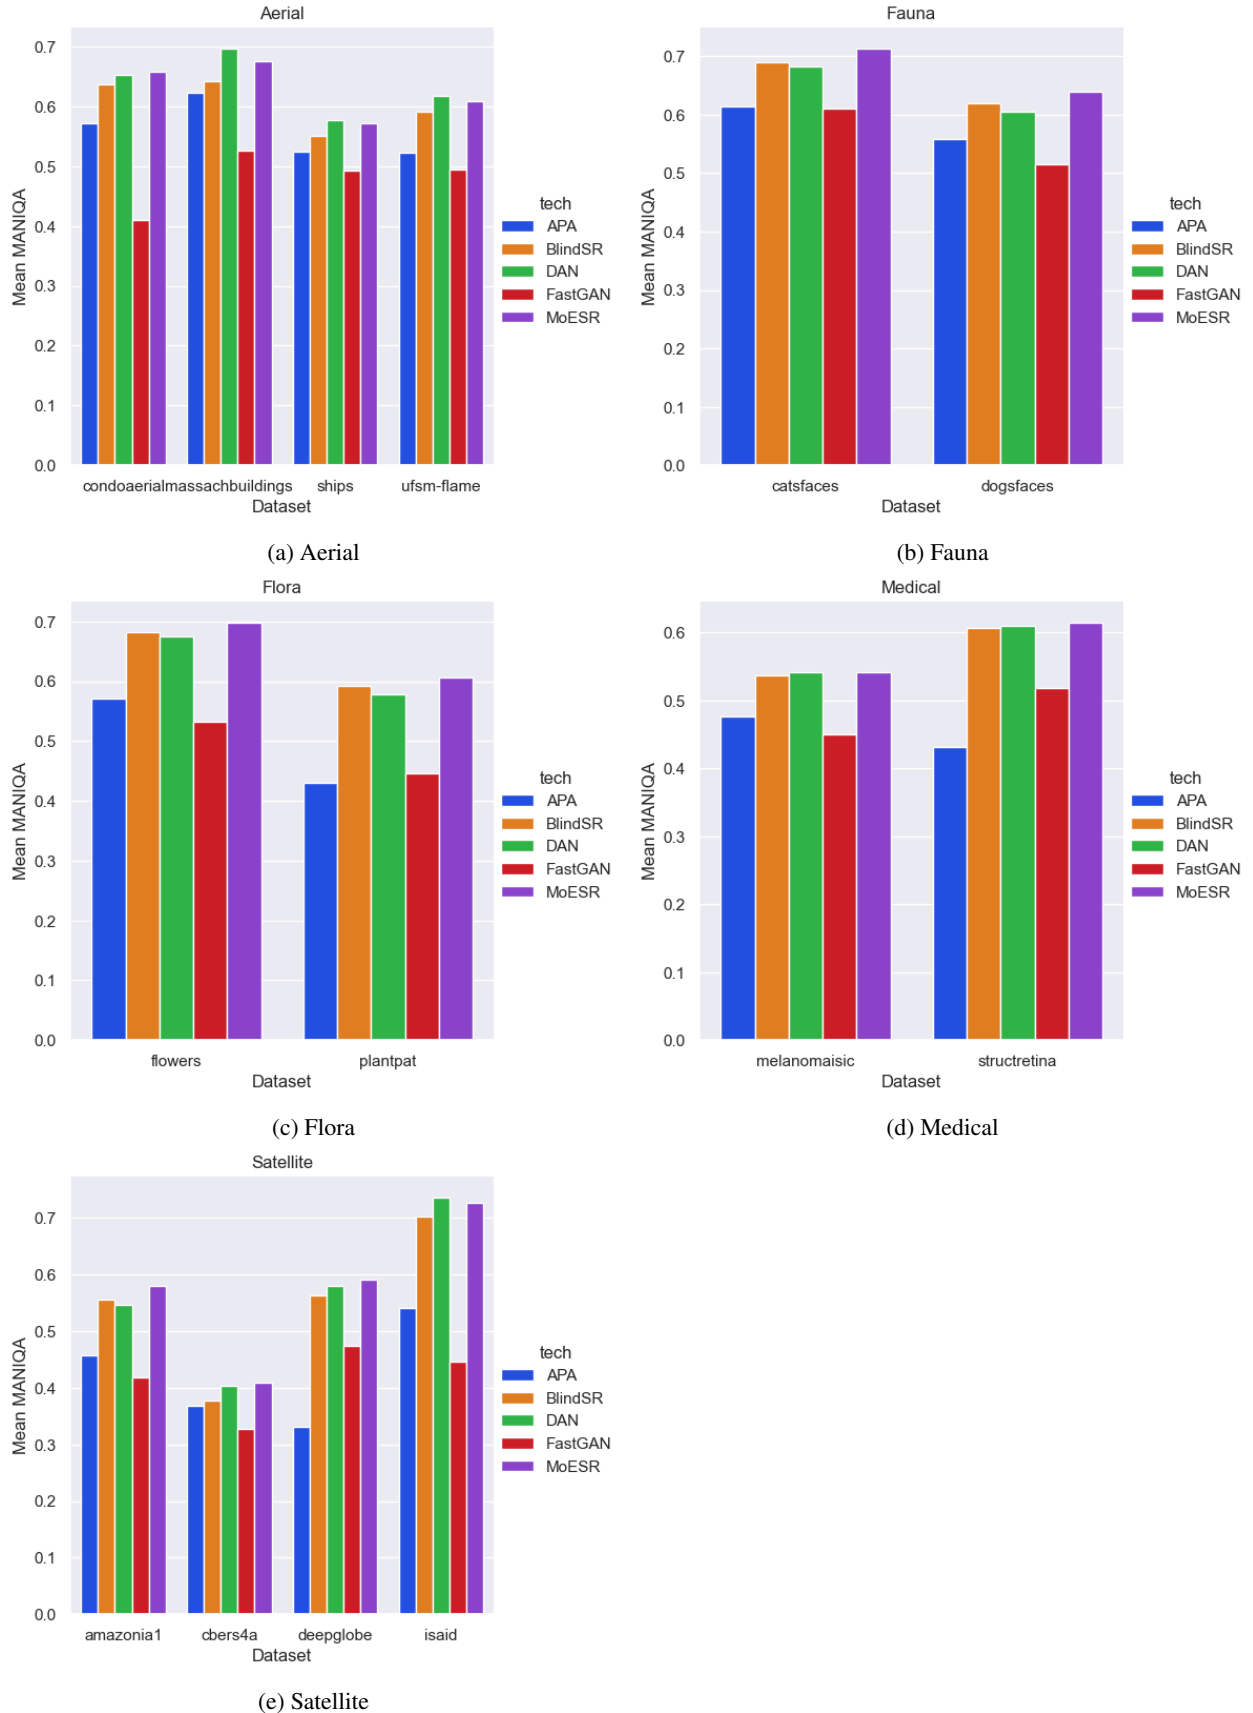 Aerial
Mean MANIQA
0.7
0.6
0.5
0.4
0.3
0.2
0.1
0.0
condoaerialmassachbuildings ships ufsm-flame
Dataset
tech
APA
BlindSR
DAN
FastGAN
MoESR
(a) Aerial
Fauna
Mean MANIQA
0.7
0.6
0.5
0.4
0.3
0.2
0.1
0.0
catsfaces dogsfaces
Dataset
tech
APA
BlindSR
DAN
FastGAN
MoESR
(b) Fauna
Flora
Mean MANIQA
0.7
0.6
0.5
0.4
0.3
0.2
0.1
0.0
flowers plantpat
Dataset
tech
APA
BlindSR
DAN
FastGAN
MoESR
(c) Flora
Medical
Mean MANIQA
0.6
0.5
0.4
0.3
0.2
0.1
0.0
melanomaisic structretina
Dataset
tech
APA
BlindSR
DAN
FastGAN
MoESR
(d) Medical
Satellite
Mean MANIQA
0.7
0.6
0.5
0.4
0.3
0.2
0.1
0.0
amazonia1 cbers4a deepglobe isaid
Dataset
tech
APA
BlindSR
DAN
FastGAN
MoESR
(e) Satellite